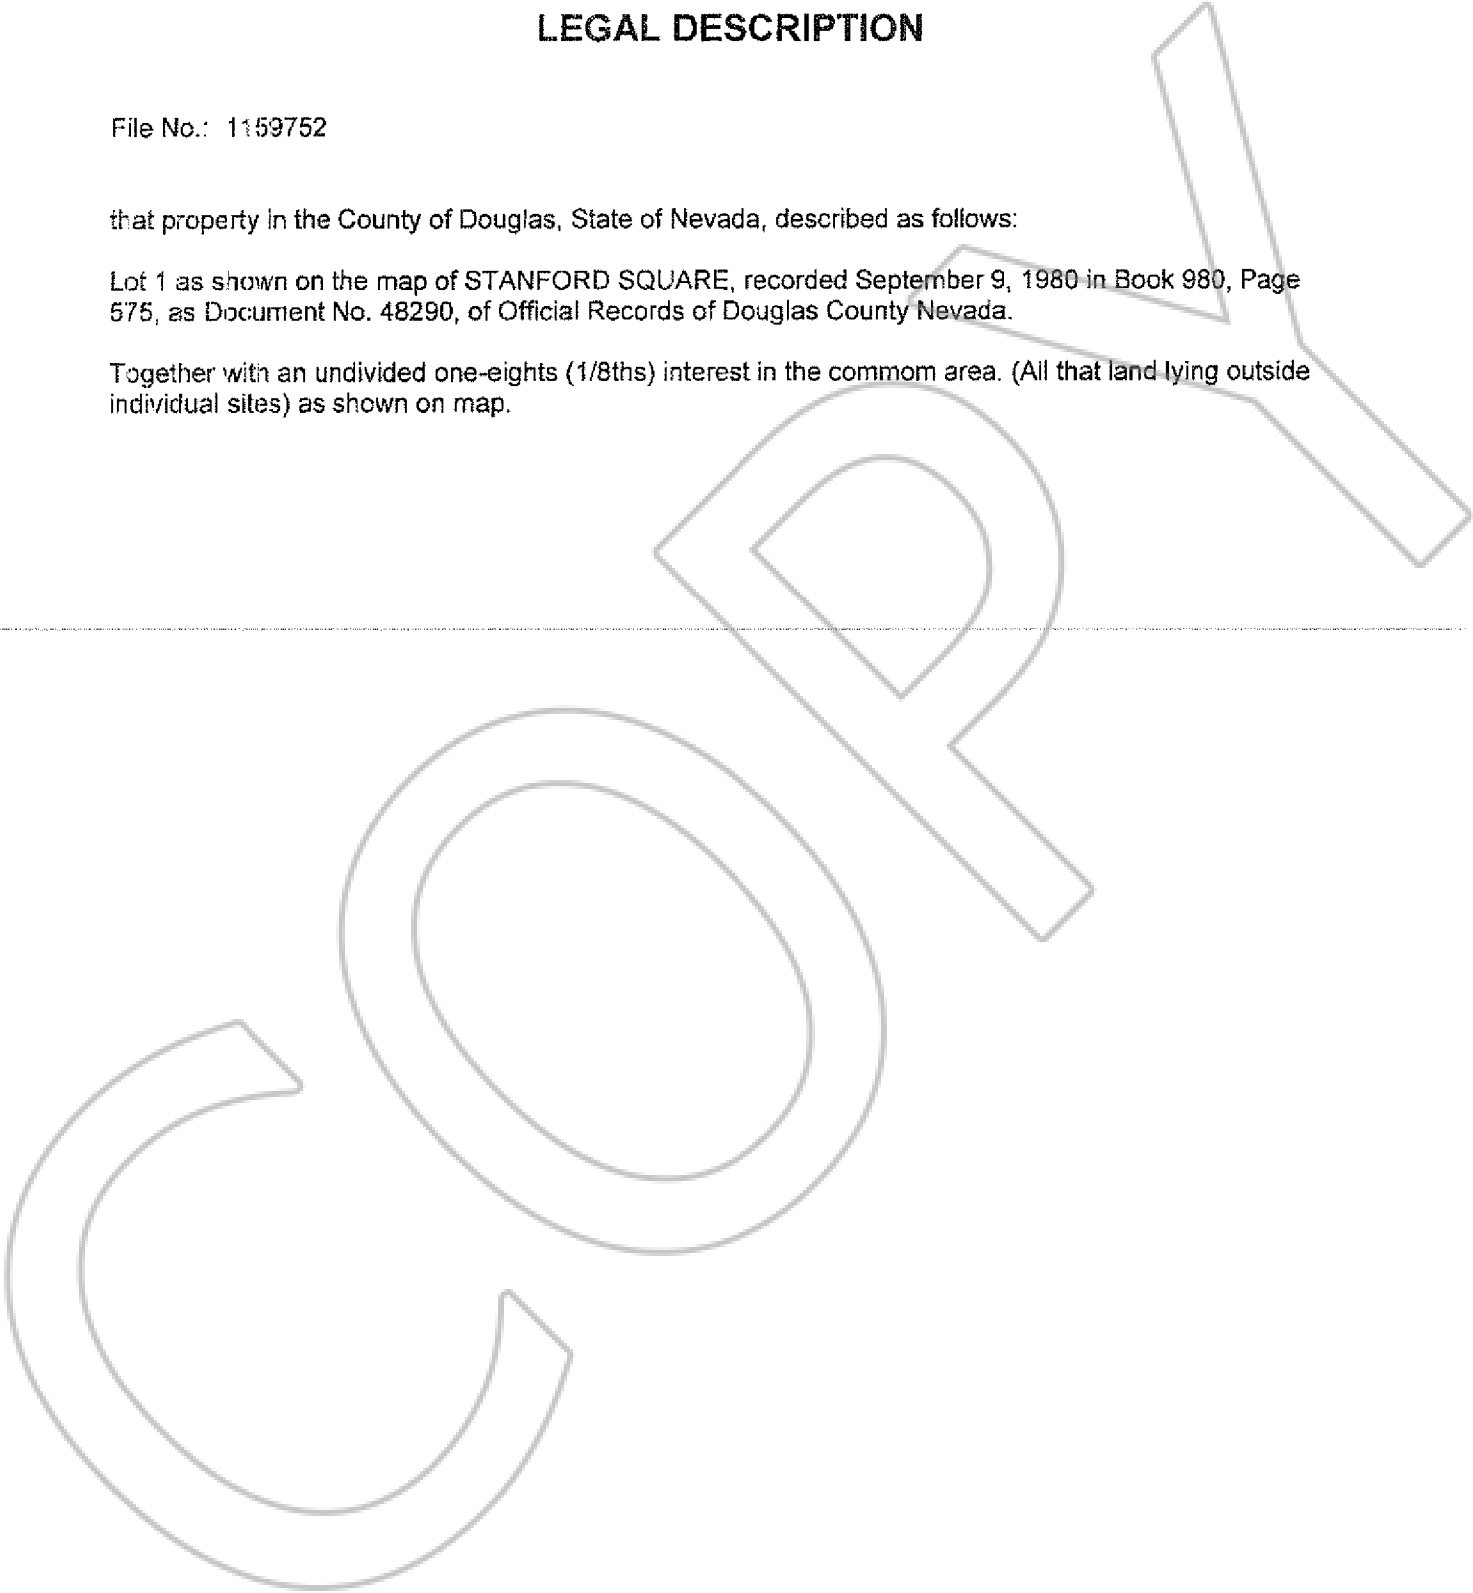 LEGAL DESCRIPTION
File No.: 1159752
that property in the County of Douglas, State of Nevada, described as follows:
Lot 1 as shown on the map of STANFORD SQUARE, recorded September 9, 1980 in Book 980, Page
575, as Document No. 48290, of Official Records of Douglas County Nevada.
Together with an undivided one-eights (1/8ths) interest in the commom area. (All that land lying outside
individual sites) as shown on map.
COPY